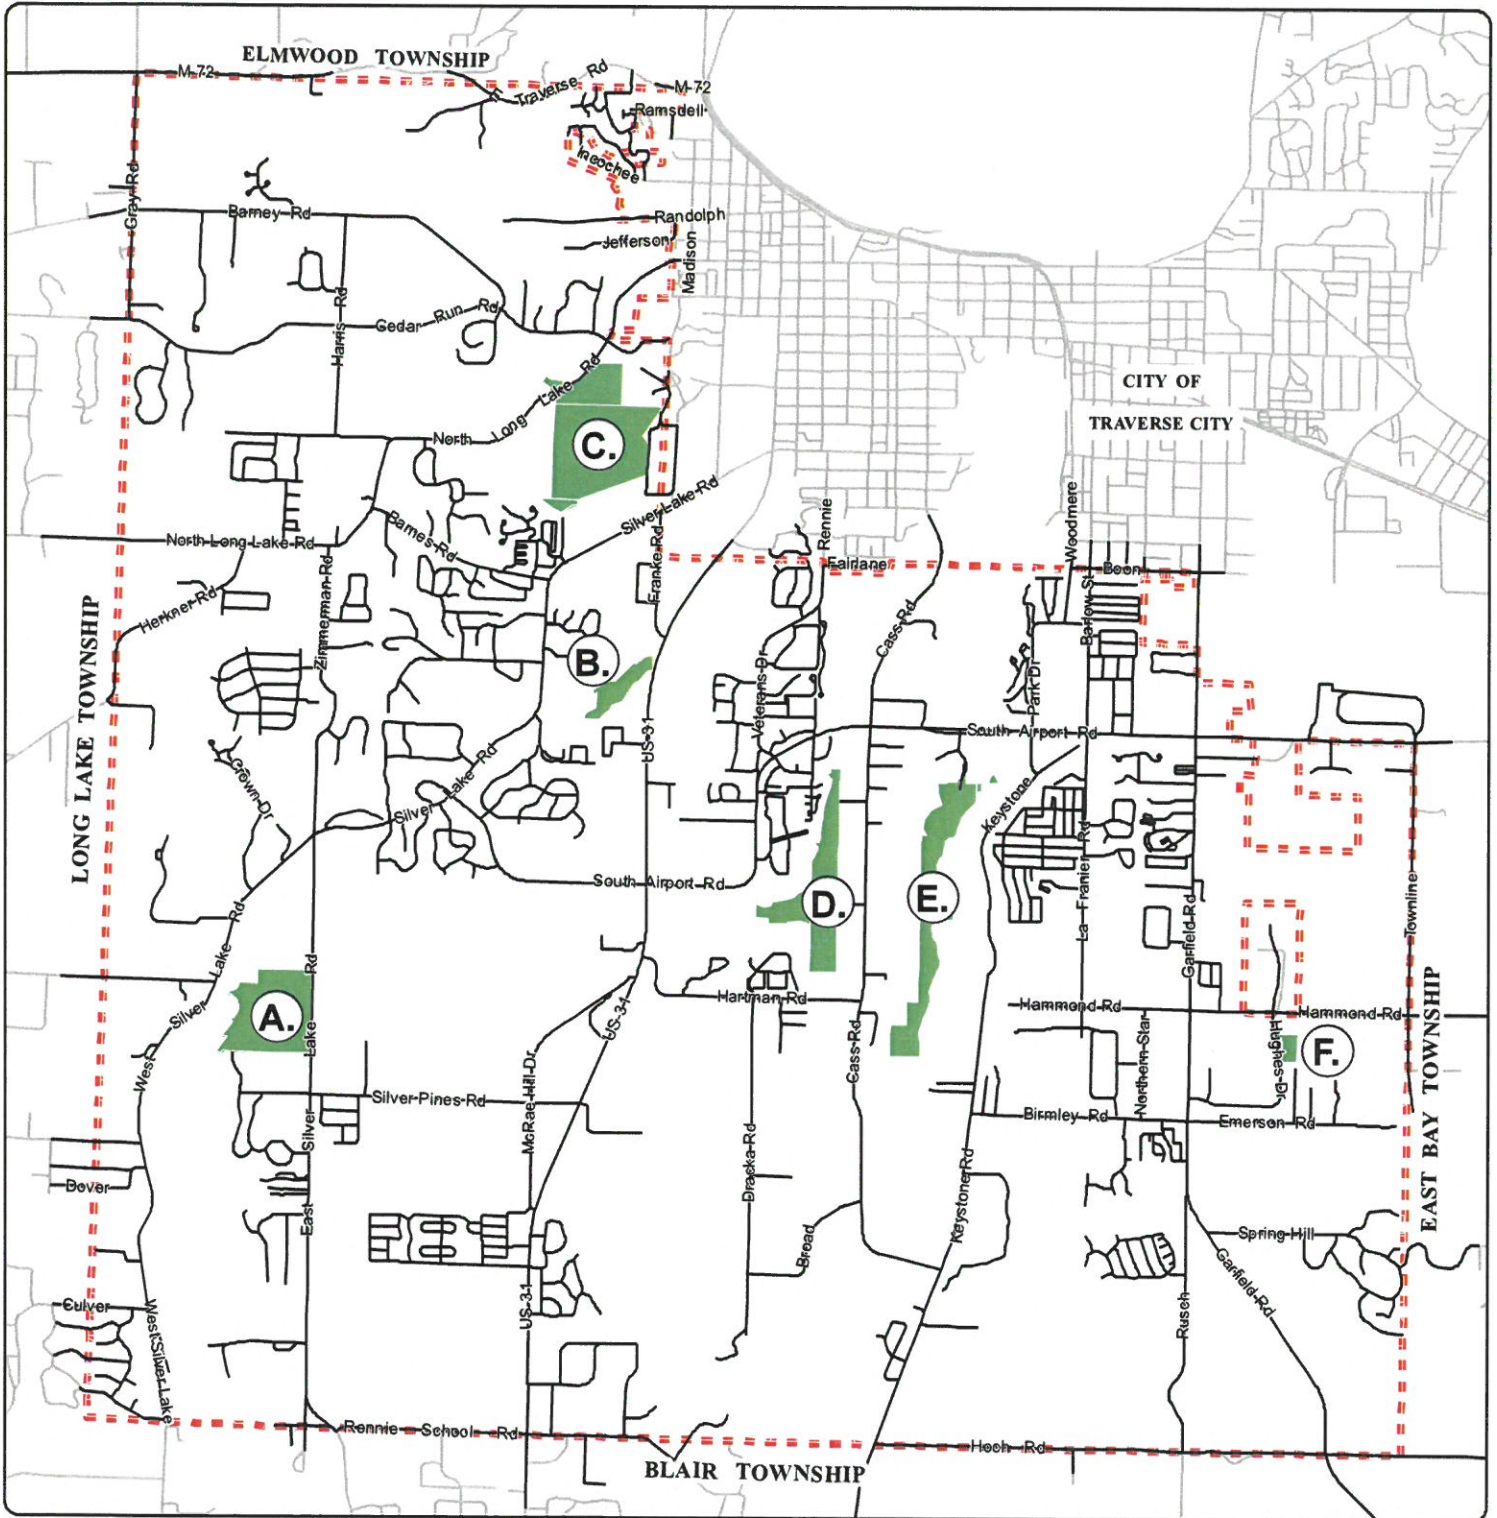 ELMWOOD TOWNSHIP
M-72
Traverse Rd
M-72
Ramsdell
Incochee
Gray Rd
Barney Rd
Randolph
Jefferson
Madison
Harris Rd
Cedar Run Rd
CITY OF
TRAVERSE CITY
North Long Lake Rd
C.
Silver Lake Rd
Barnes Rd
North Long Lake Rd
Franke Rd
Rennie
Fairlane
Woodmere
Boon
Barlow St
Herkner Rd
Zimmerman Rd
Cass Rd
LONG LAKE TOWNSHIP
B.
Veterans Dr
Park Dr
US-31
South Airport Rd
Crown Dr
Silver Lake Rd
Keystone
La Franier Rd
South Airport Rd
D.
E.
Garfield Rd
Townline
West Silver Lake Rd
A.
East Silver Lake Rd
US-31
Hartman Rd
Hammond Rd
Hammond Rd
Cass Rd
Northern Star
Hughes Dr
F.
EAST BAY TOWNSHIP
McRae Hill Dr
Silver Pines Rd
Birmley Rd
Emerson Rd
Dracka Rd
Dover
Keystone Rd
Broad
Spring Hill
Garfield Rd
Culver
West Silver Lake
US-31
Rusch
Rennie School Rd
Hoch Rd
BLAIR TOWNSHIP